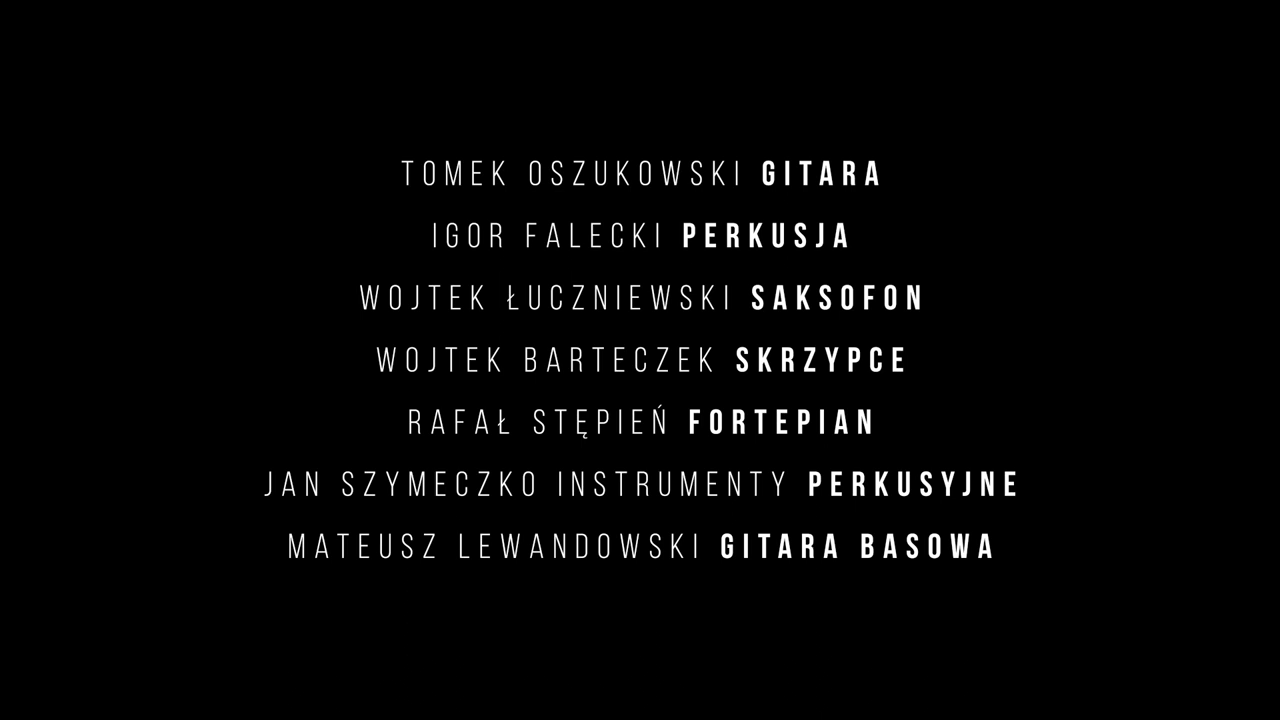 TOMEK OSZUKOWSKI GITARA
IGOR FALECKI PERKUSJA
WOJTEK ŁUCZNIEWSKI SAKSOFON
WOJTEK BARTECZEK SKRZYPCE
RAFAŁ STĘPIEŃ FORTEPIAN
JAN SZYMECZKO INSTRUMENTY PERKUSYJNE
MATEUSZ LEWANDOWSKI GITARA BASOWA